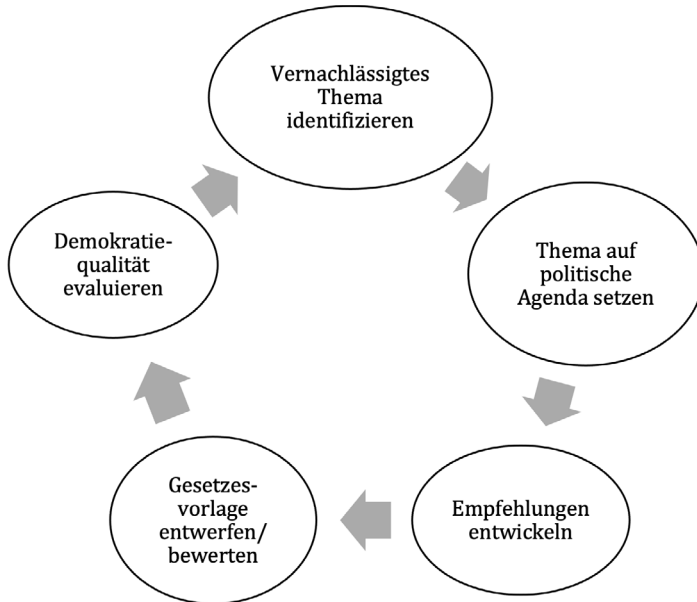 Vernachlässigtes
Thema
identifizieren
Thema auf
politische
Agenda setzen
Empfehlungen
entwickeln
Gesetzes-
vorlage
entwerfen/
bewerten
Demokratie-
qualität
evaluieren